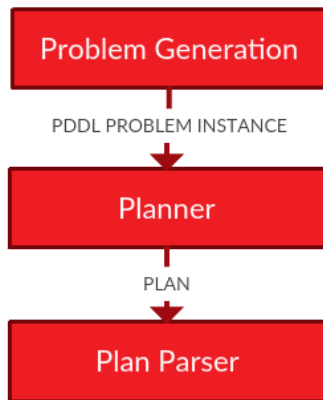 Problem Generation
PDDL PROBLEM INSTANCE
Planner
PLAN
Plan Parser